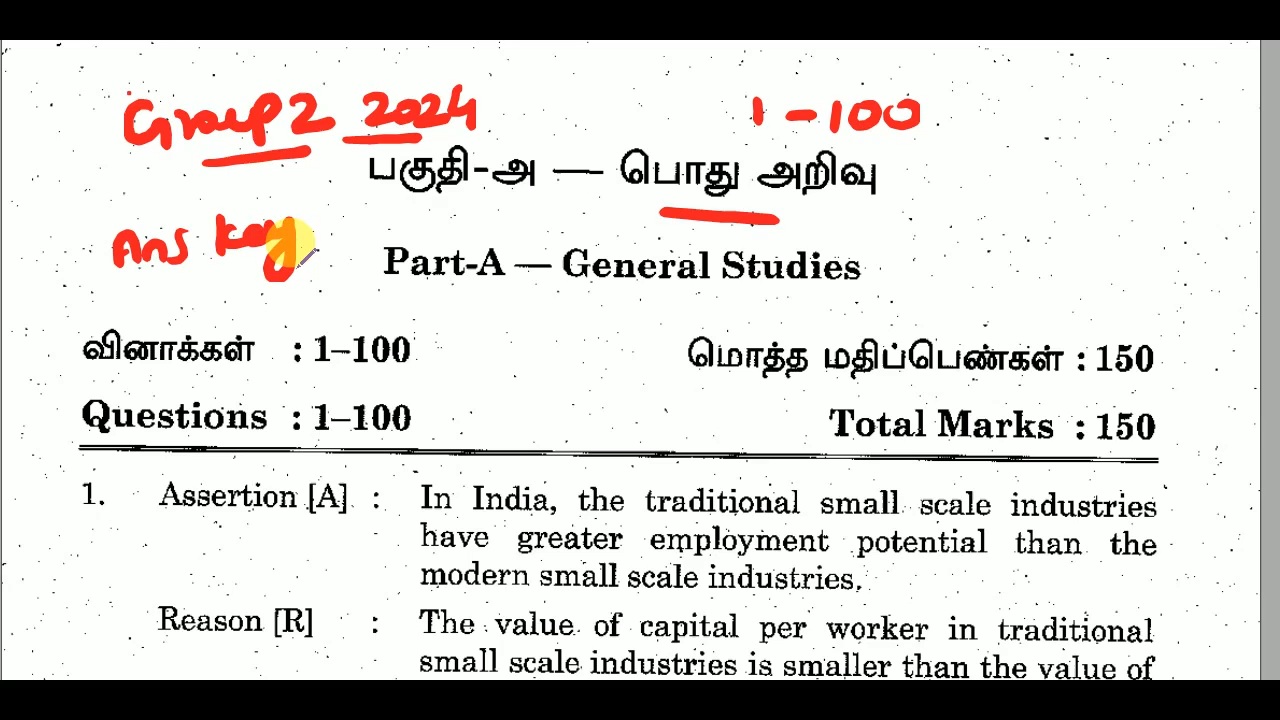 Group 2 2024 1-100
பகுதி-அ — பொது அறிவு
Ans key
Part-A — General Studies
வினாக்கள் : 1–100 மொத்த மதிப்பெண்கள் : 150
Questions : 1–100 Total Marks : 150
1. Assertion [A] : In India, the traditional small scale industries
have greater employment potential than the
modern small scale industries.
Reason [R] : The value of capital per worker in traditional
small scale industries is smaller than the value of